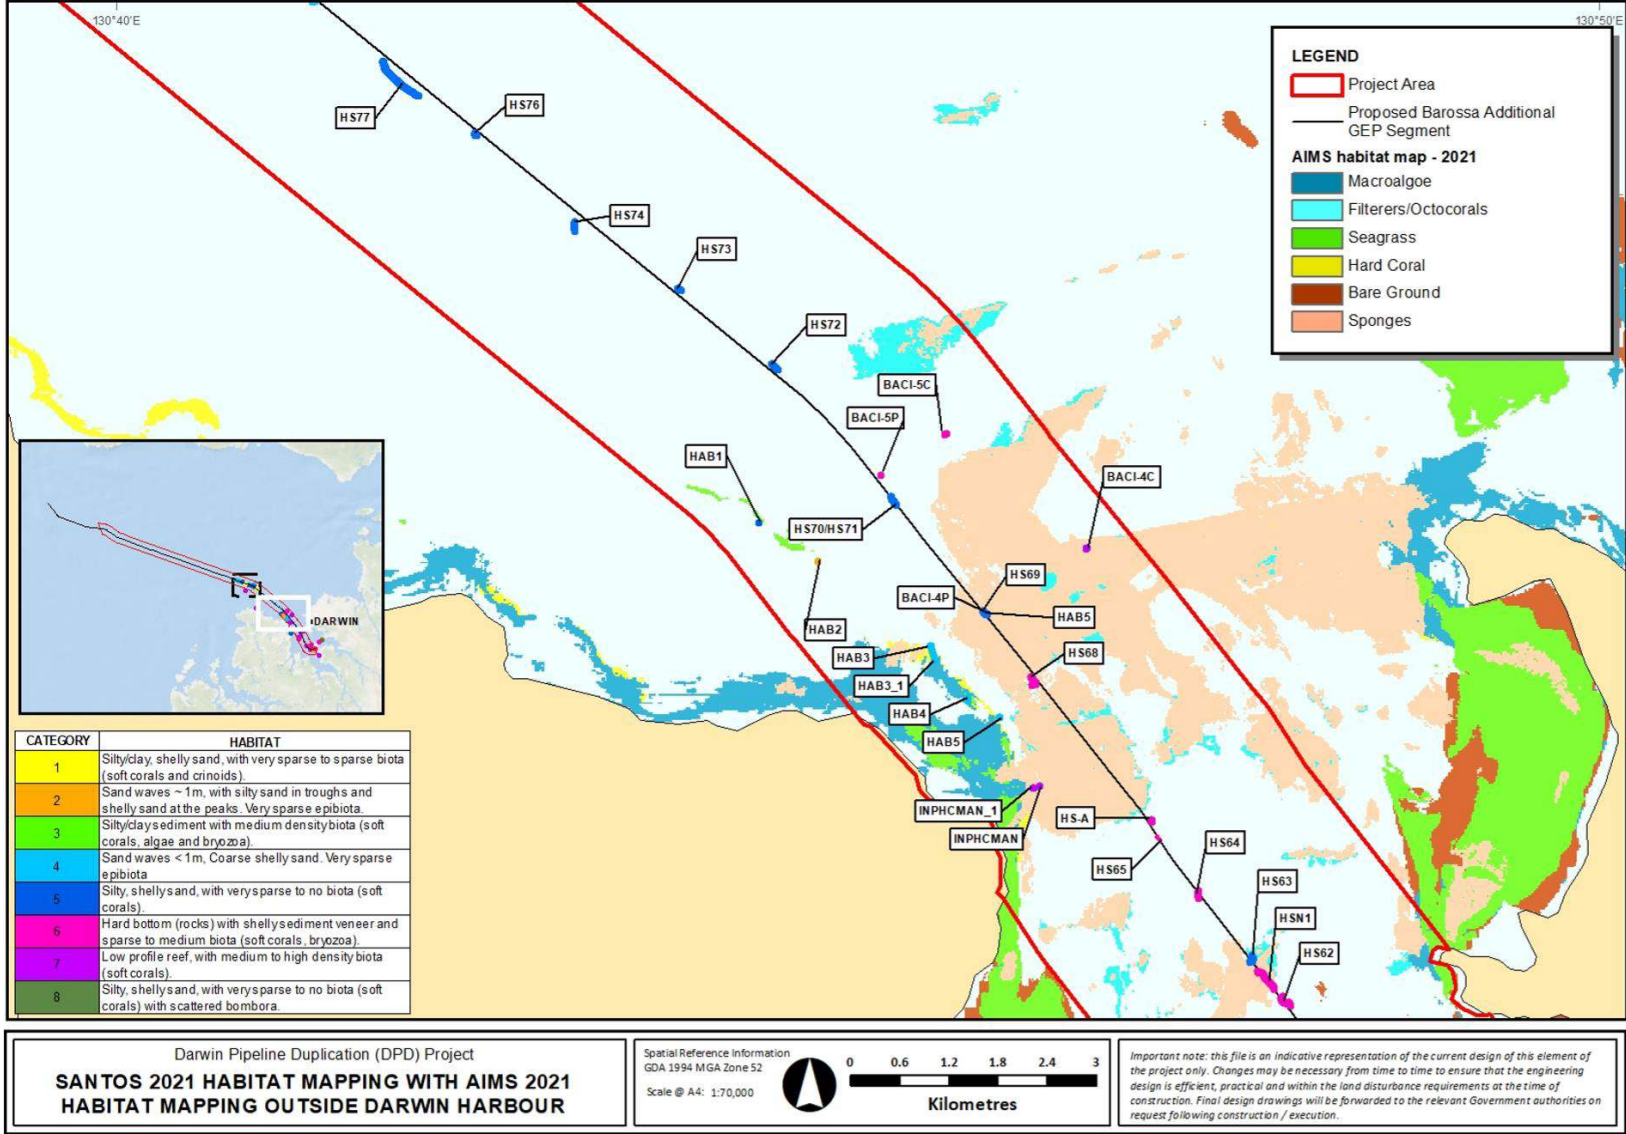 130°40'E
130°50'E
LEGEND
Project Area
Proposed Barossa Additional
GEP Segment
AIMS habitat map - 2021
Macroalgoe
Filterers/Octocorals
Seagrass
Hard Coral
Bare Ground
Sponges
HS77
HS76
HS74
HS73
HS72
BACI-5C
BACI-5P
HAB1
BACI-4C
HS70/HS71
HS69
BACI-4P
HAB5
HAB2
HAB3
HS68
HAB3_1
HAB4
HAB5
INPHCMAN_1
INPHCMAN
HS-A
HS65
HS64
HS63
HSN1
HS62
DARWIN
CATEGORY HABITAT
1 Silty/clay, shelly sand, with very sparse to sparse biota
(soft corals and crinoids).
2 Sand waves ~ 1m, with silty sand in troughs and
shelly sand at the peaks. Very sparse epibiota.
3 Silty/clay sediment with medium density biota (soft
corals, algae and bryozoa).
4 Sand waves < 1m, Coarse shelly sand. Very sparse
epibiota
5 Silty, shelly sand, with very sparse to no biota (soft
corals).
6 Hard bottom (rocks) with shelly sediment veneer and
sparse to medium biota (soft corals, bryozoa).
7 Low profile reef, with medium to high density biota
(soft corals).
8 Silty, shelly sand, with very sparse to no biota (soft
corals) with scattered bombora.
Darwin Pipeline Duplication (DPD) Project
SANTOS 2021 HABITAT MAPPING WITH AIMS 2021
HABITAT MAPPING OUTSIDE DARWIN HARBOUR
Spatial Reference Information
GDA 1994 MGA Zone 52
Scale @ A4: 1:70,000
0 0.6 1.2 1.8 2.4 3
Kilometres
Important note: this file is an indicative representation of the current design of this element of
the project only. Changes may be necessary from time to time to ensure that the engineering
design is efficient, practical and within the land disturbance requirements at the time of
construction. Final design drawings will be forwarded to the relevant Government authorities on
request following construction / execution.